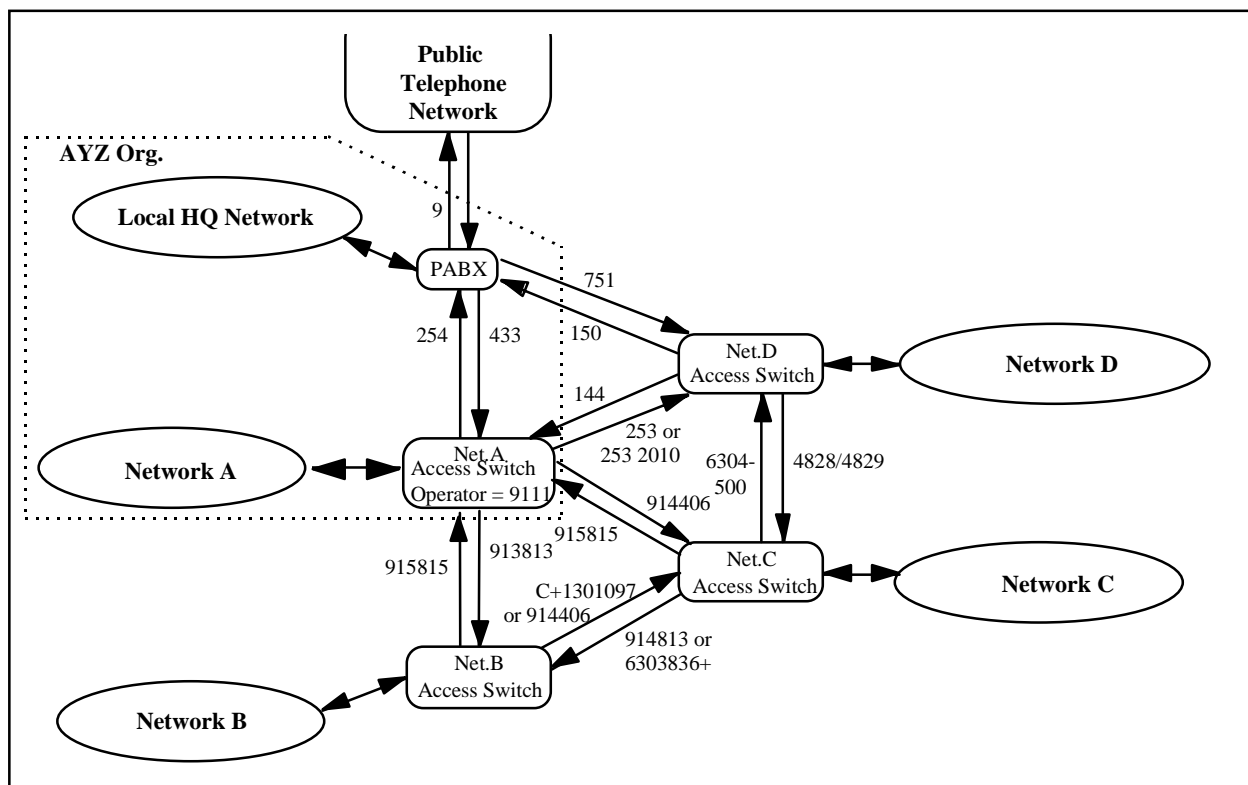 Public
Telephone
Network
AYZ Org.
Local HQ Network
9
PABX
751
150
254
433
Net.D
Access Switch
Network D
144
253 or
253 2010
6304-
500
4828/4829
Network A
Net.A
Access Switch
Operator = 9111
914406
915815
913813
915815
Net.C
Access Switch
Network C
C+1301097
or 914406
914813 or
6303836+
Net.B
Access Switch
Network B